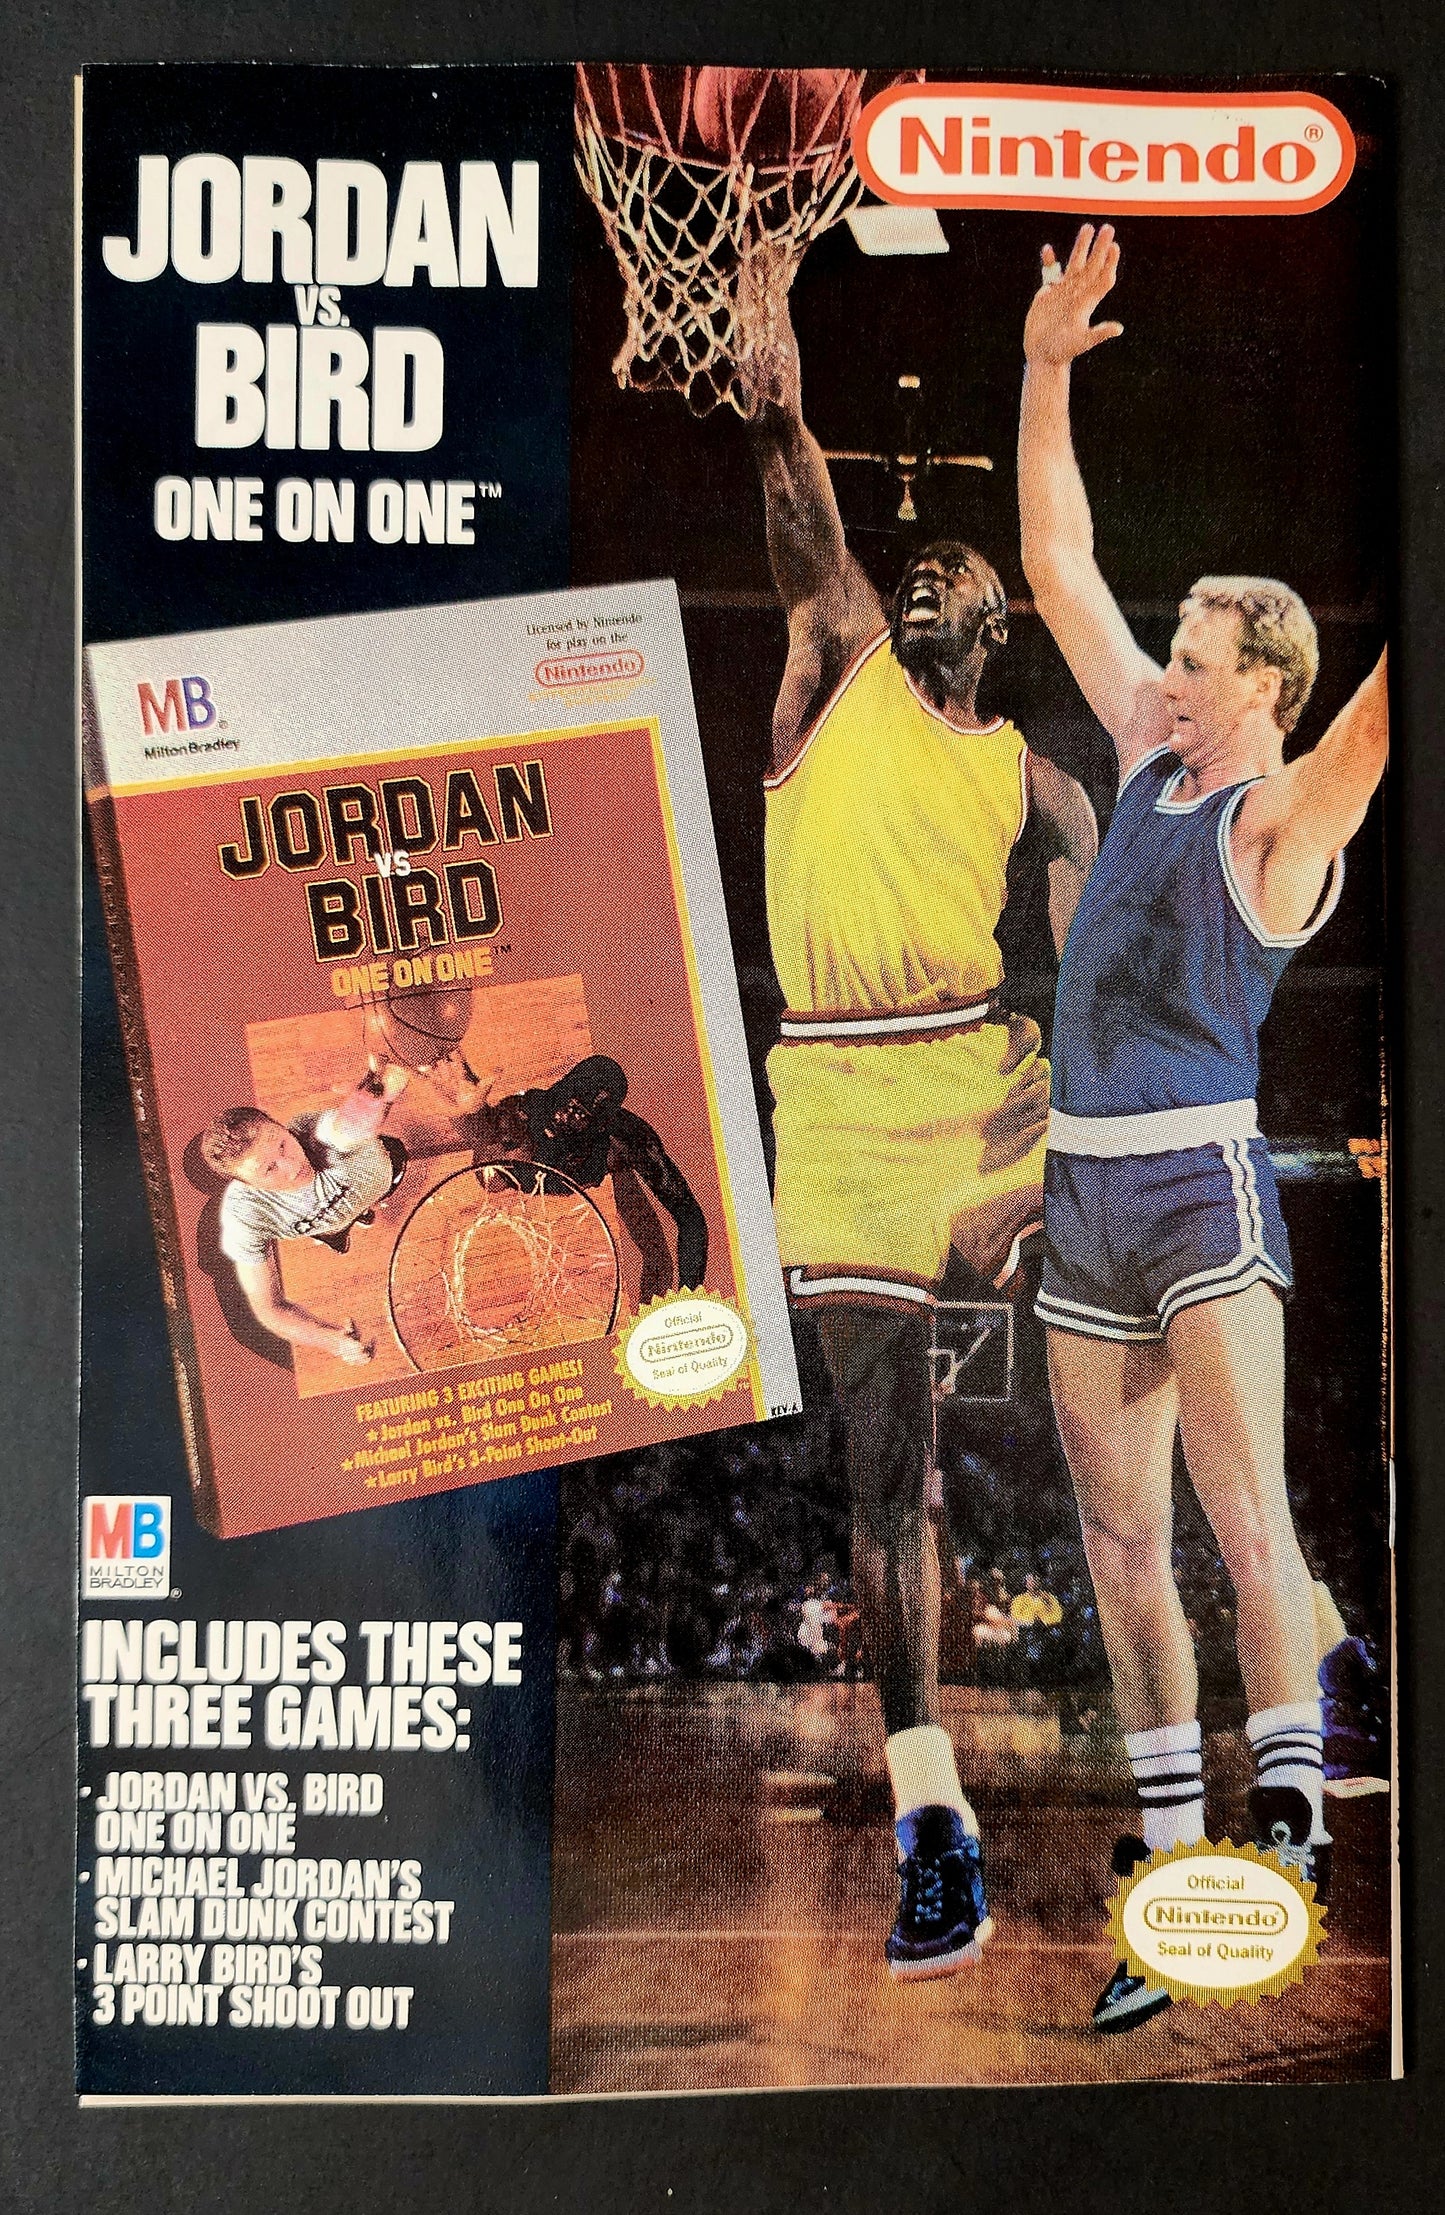 Nintendo®
JORDAN
VS.
BIRD
ONE ON ONE™
Licensed by Nintendo
for play on the
Nintendo
MB®
Milton Bradley
JORDAN
VS
BIRD
ONE ON ONE™
Official
Nintendo
Seal of Quality
FEATURING 3 EXCITING GAMES!
★Jordan vs. Bird One On One
★Michael Jordan's Slam Dunk Contest
★Larry Bird's 3-Point Shoot-Out
MB
MILTON
BRADLEY®
INCLUDES THESE
THREE GAMES:
· JORDAN VS. BIRD
ONE ON ONE
· MICHAEL JORDAN'S
SLAM DUNK CONTEST
· LARRY BIRD'S
3 POINT SHOOT OUT
Official
Nintendo®
Seal of Quality